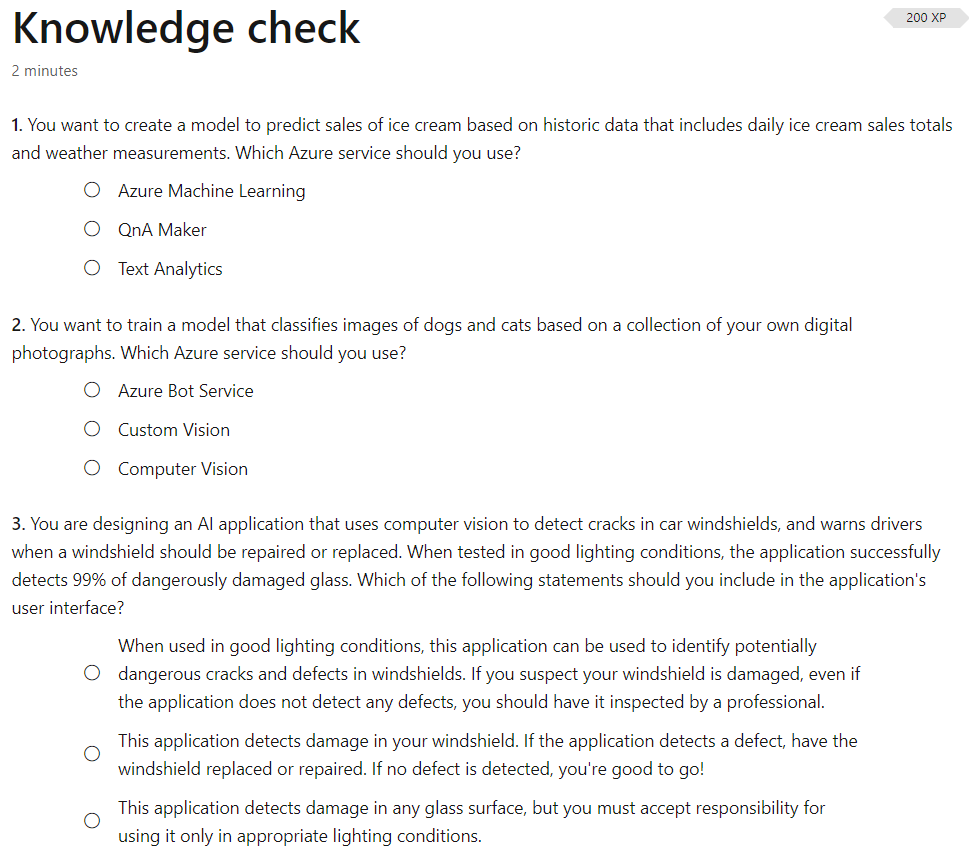 Knowledge check
200 XP
2 minutes
1. You want to create a model to predict sales of ice cream based on historic data that includes daily ice cream sales totals
and weather measurements. Which Azure service should you use?
Azure Machine Learning
QnA Maker
Text Analytics
2. You want to train a model that classifies images of dogs and cats based on a collection of your own digital
photographs. Which Azure service should you use?
Azure Bot Service
Custom Vision
Computer Vision
3. You are designing an AI application that uses computer vision to detect cracks in car windshields, and warns drivers
when a windshield should be repaired or replaced. When tested in good lighting conditions, the application successfully
detects 99% of dangerously damaged glass. Which of the following statements should you include in the application's
user interface?
When used in good lighting conditions, this application can be used to identify potentially
dangerous cracks and defects in windshields. If you suspect your windshield is damaged, even if
the application does not detect any defects, you should have it inspected by a professional.
This application detects damage in your windshield. If the application detects a defect, have the
windshield replaced or repaired. If no defect is detected, you're good to go!
This application detects damage in any glass surface, but you must accept responsibility for
using it only in appropriate lighting conditions.